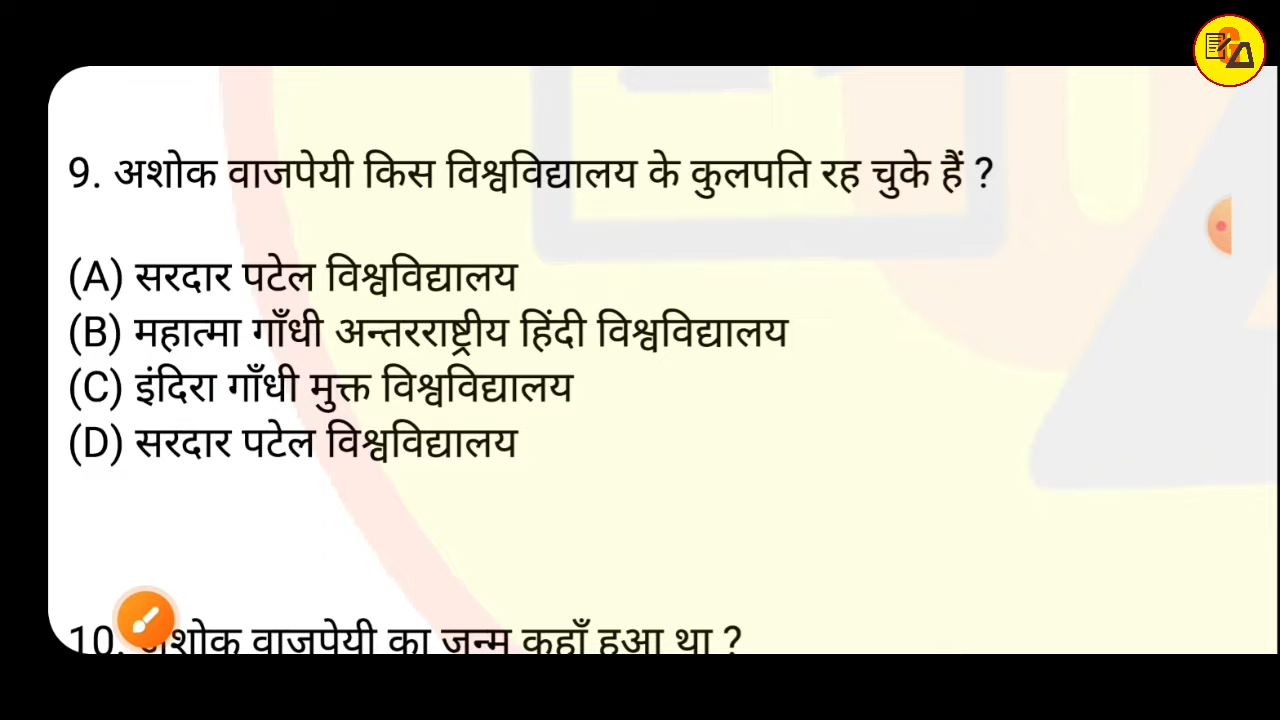 9. अशोक वाजपेयी किस विश्वविद्यालय के कुलपति रह चुके हैं ?
(A) सरदार पटेल विश्वविद्यालय
(B) महात्मा गाँधी अन्तरराष्ट्रीय हिंदी विश्वविद्यालय
(C) इंदिरा गाँधी मुक्त विश्वविद्यालय
(D) सरदार पटेल विश्वविद्यालय
10. अशोक वाजपेयी का जन्म कहाँ हुआ था ?